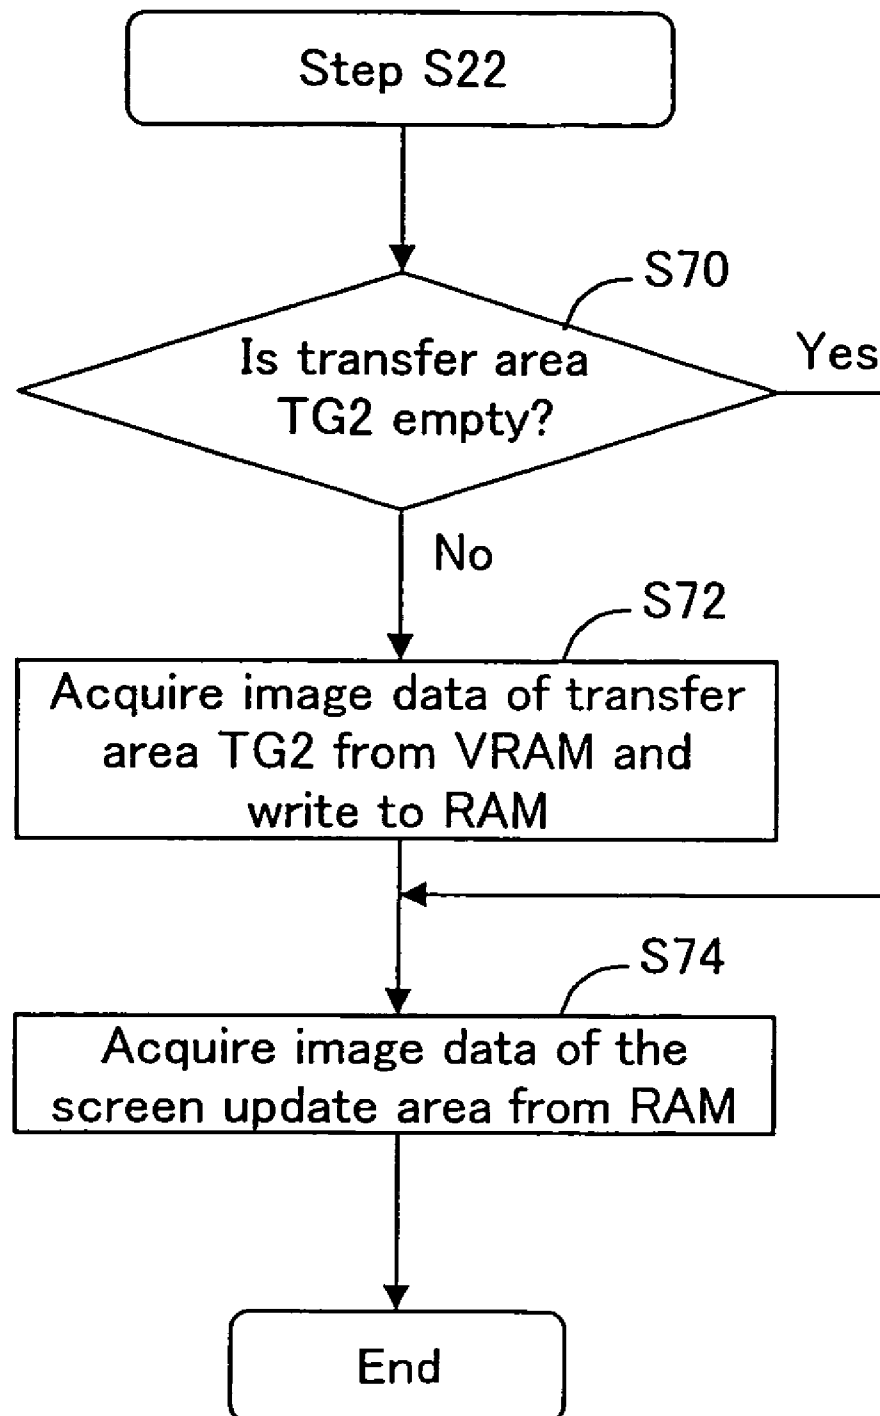 Step S22
S70
Is transfer area
TG2 empty?
Yes
No
S72
Acquire image data of transfer
area TG2 from VRAM and
write to RAM
S74
Acquire image data of the
screen update area from RAM
End